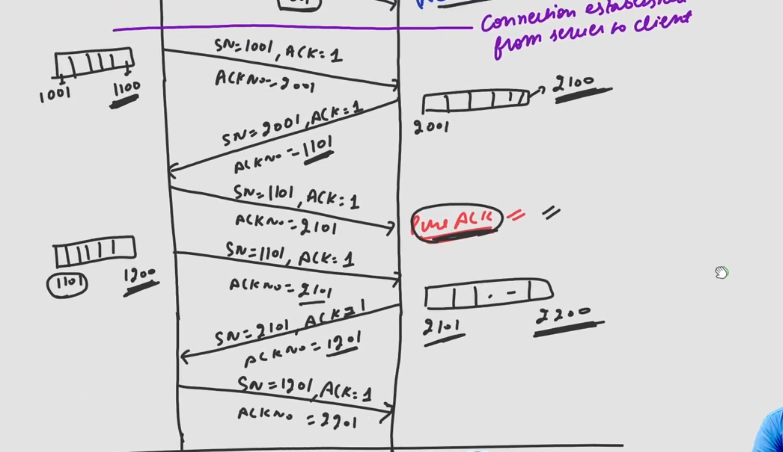 Connection establish
from server to client
SN=1001, ACK=1
ACKNo=2001
1001 1100
2100
2001
SN=2001, ACK=1
ACKNo=1101
SN=1101, ACK=1
ACKNo=2101
Pure ACK
SN=1101, ACK=1
ACKNo=2101
1101 1200
2101 2200
SN=2101, ACK=1
ACKNo=1201
SN=1201, ACK=1
ACKNo=2201